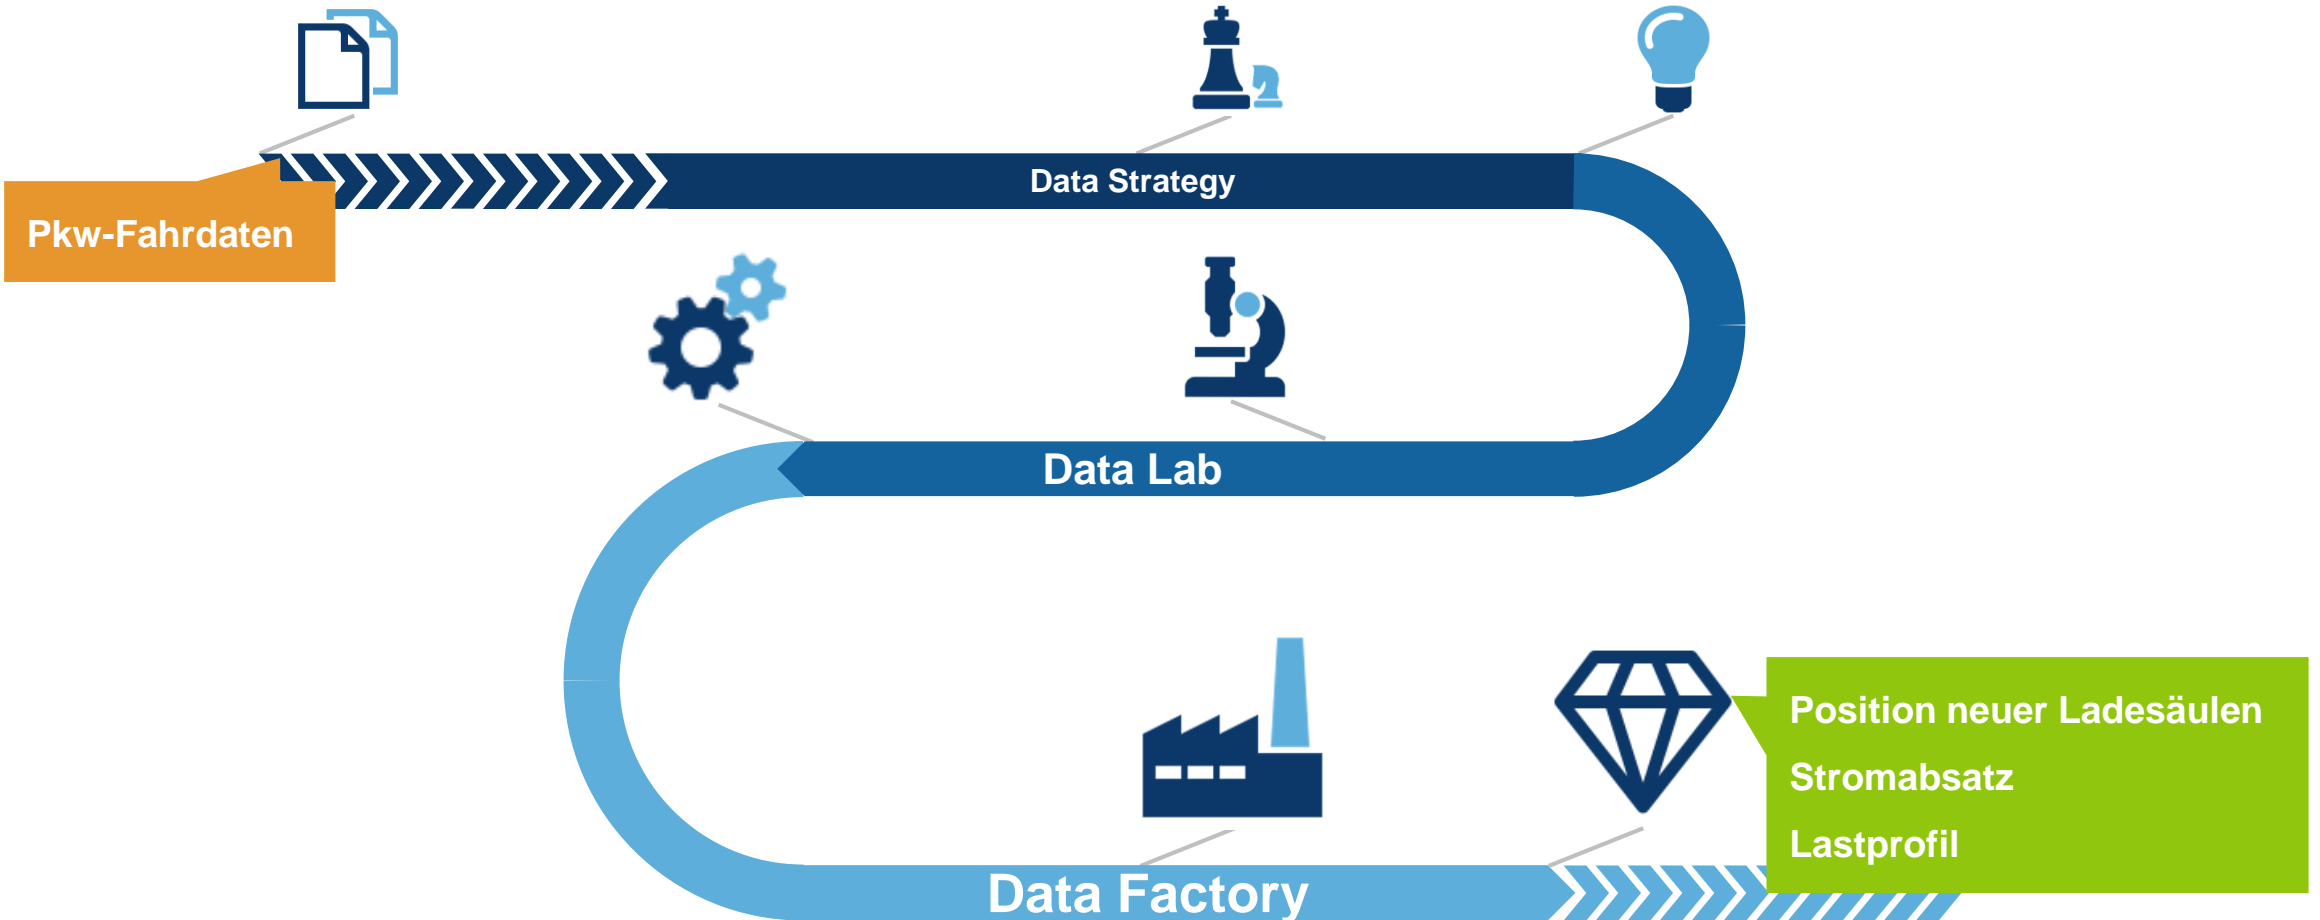 Data Strategy
Pkw-Fahrdaten
Data Lab
Position neuer Ladesäulen
Stromabsatz
Lastprofil
Data Factory